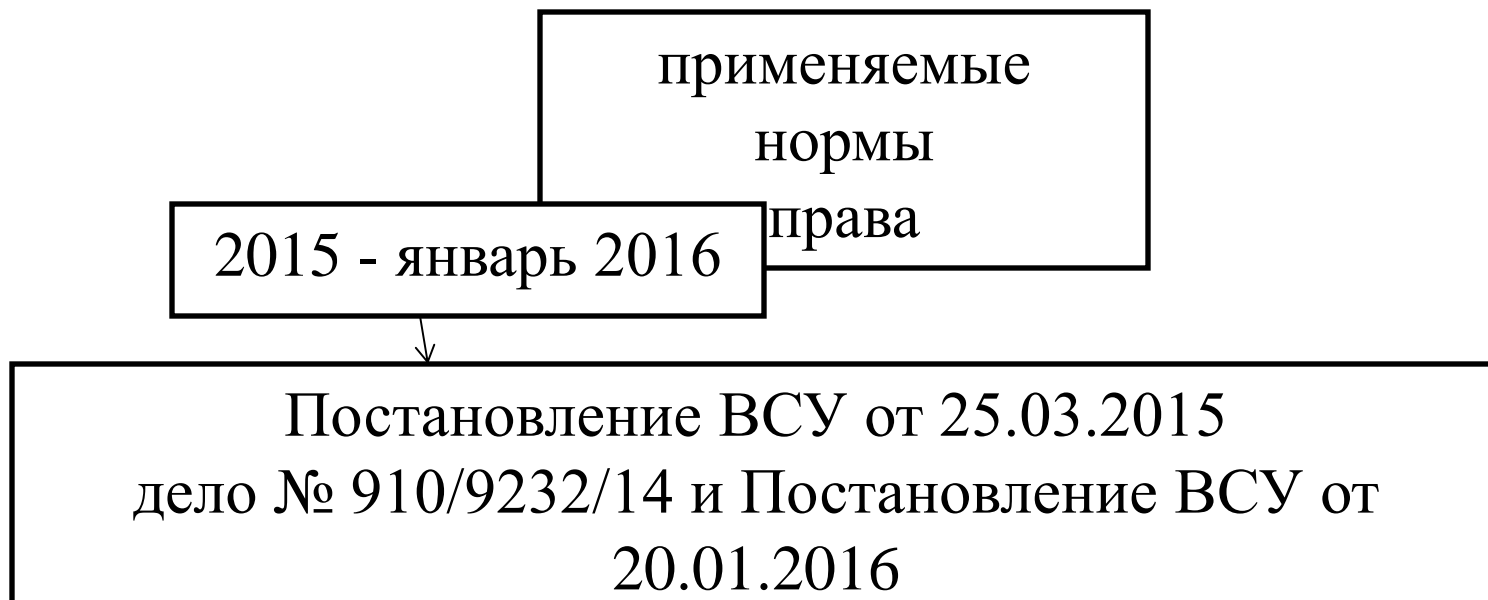 применяемые
нормы
права
2015 - январь 2016
Постановление ВСУ от 25.03.2015
дело № 910/9232/14 и Постановление ВСУ от
20.01.2016